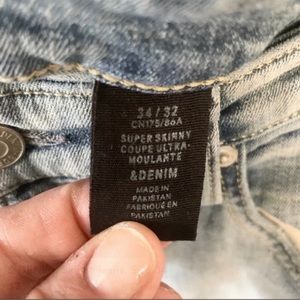 34 / 32
CN175/86A
SUPER SKINNY
COUPE ULTRA-
MOULANTE
&DENIM
MADE IN
PAKISTAN
FABRIQUÉ EN
PAKISTAN